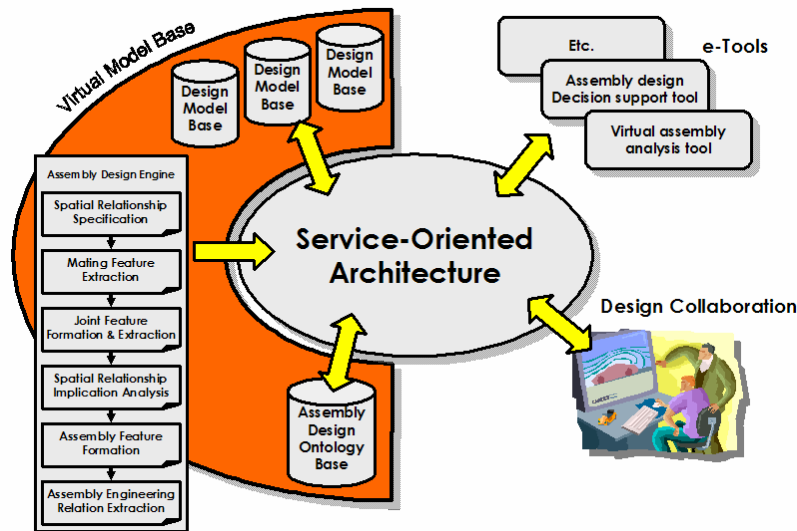 Virtual Model Base
Design
Model
Base
Design
Model
Base
Design
Model
Base
Etc.
e-Tools
Assembly design
Decision support tool
Virtual assembly
analysis tool
Assembly Design Engine
Spatial Relationship
Specification
Mating Feature
Extraction
Joint Feature
Formation & Extraction
Spatial Relationship
Implication Analysis
Assembly Feature
Formation
Assembly Engineering
Relation Extraction
Service-Oriented
Architecture
Design Collaboration
Assembly
Design
Ontology
Base